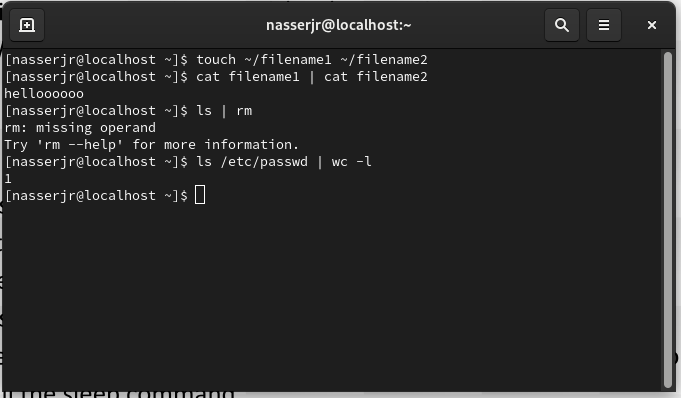 nasserjr@localhost:~
[nasserjr@localhost ~]$ touch ~/filename1 ~/filename2
[nasserjr@localhost ~]$ cat filename1 | cat filename2
helloooooo
[nasserjr@localhost ~]$ ls | rm
rm: missing operand
Try 'rm --help' for more information.
[nasserjr@localhost ~]$ ls /etc/passwd | wc -l
1
[nasserjr@localhost ~]$
the sleep command